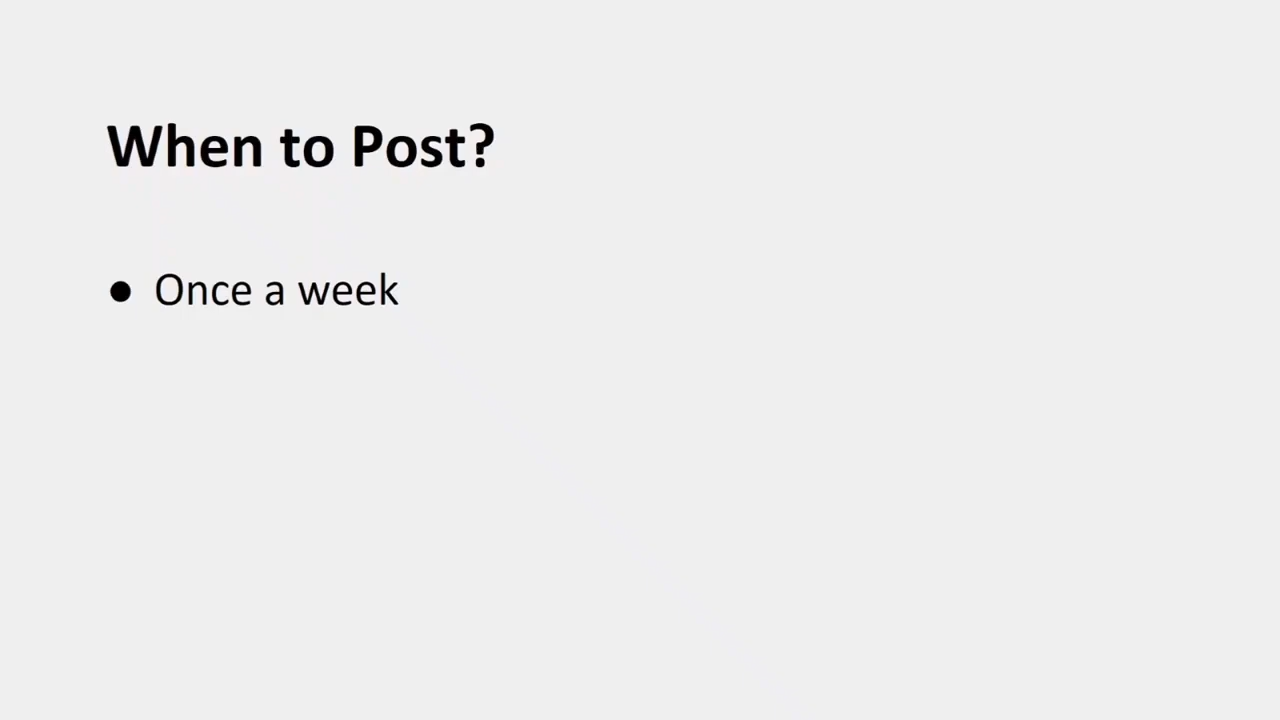 When to Post?
● Once a week